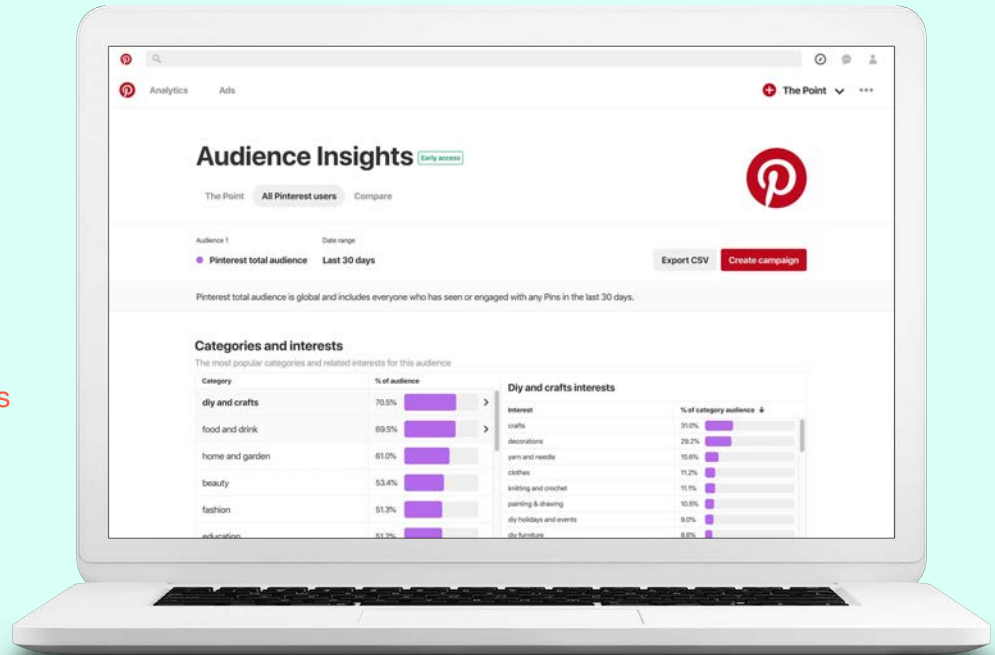 s
Analytics Ads The Point
Audience Insights Early access
The Point All Pinterest users Compare
Audience 1 Date range
Pinterest total audience Last 30 days Export CSV Create campaign
Pinterest total audience is global and includes everyone who has seen or engaged with any Pins in the last 30 days.
Categories and interests
The most popular categories and related interests for this audience
Category % of audience
diy and crafts 70.5%
food and drink 69.5%
home and garden 61.0%
beauty 53.4%
fashion 51.3%
education 51.2%
Diy and crafts interests
Interest % of category audience
crafts 31.0%
decorations 29.2%
yarn and needle 15.6%
clothes 11.2%
knitting and crochet 11.1%
painting & drawing 10.5%
diy holidays and events 9.0%
diy furniture 8.6%